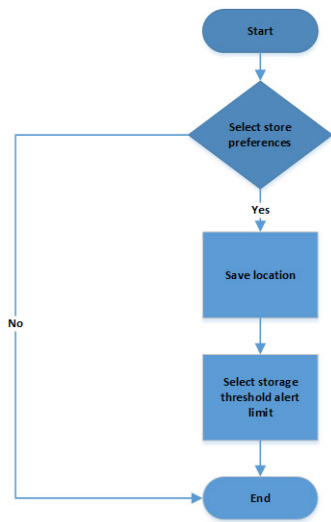 Start
Select store
preferences
Yes
Save location
No
Select storage
threshold alert
limit
End